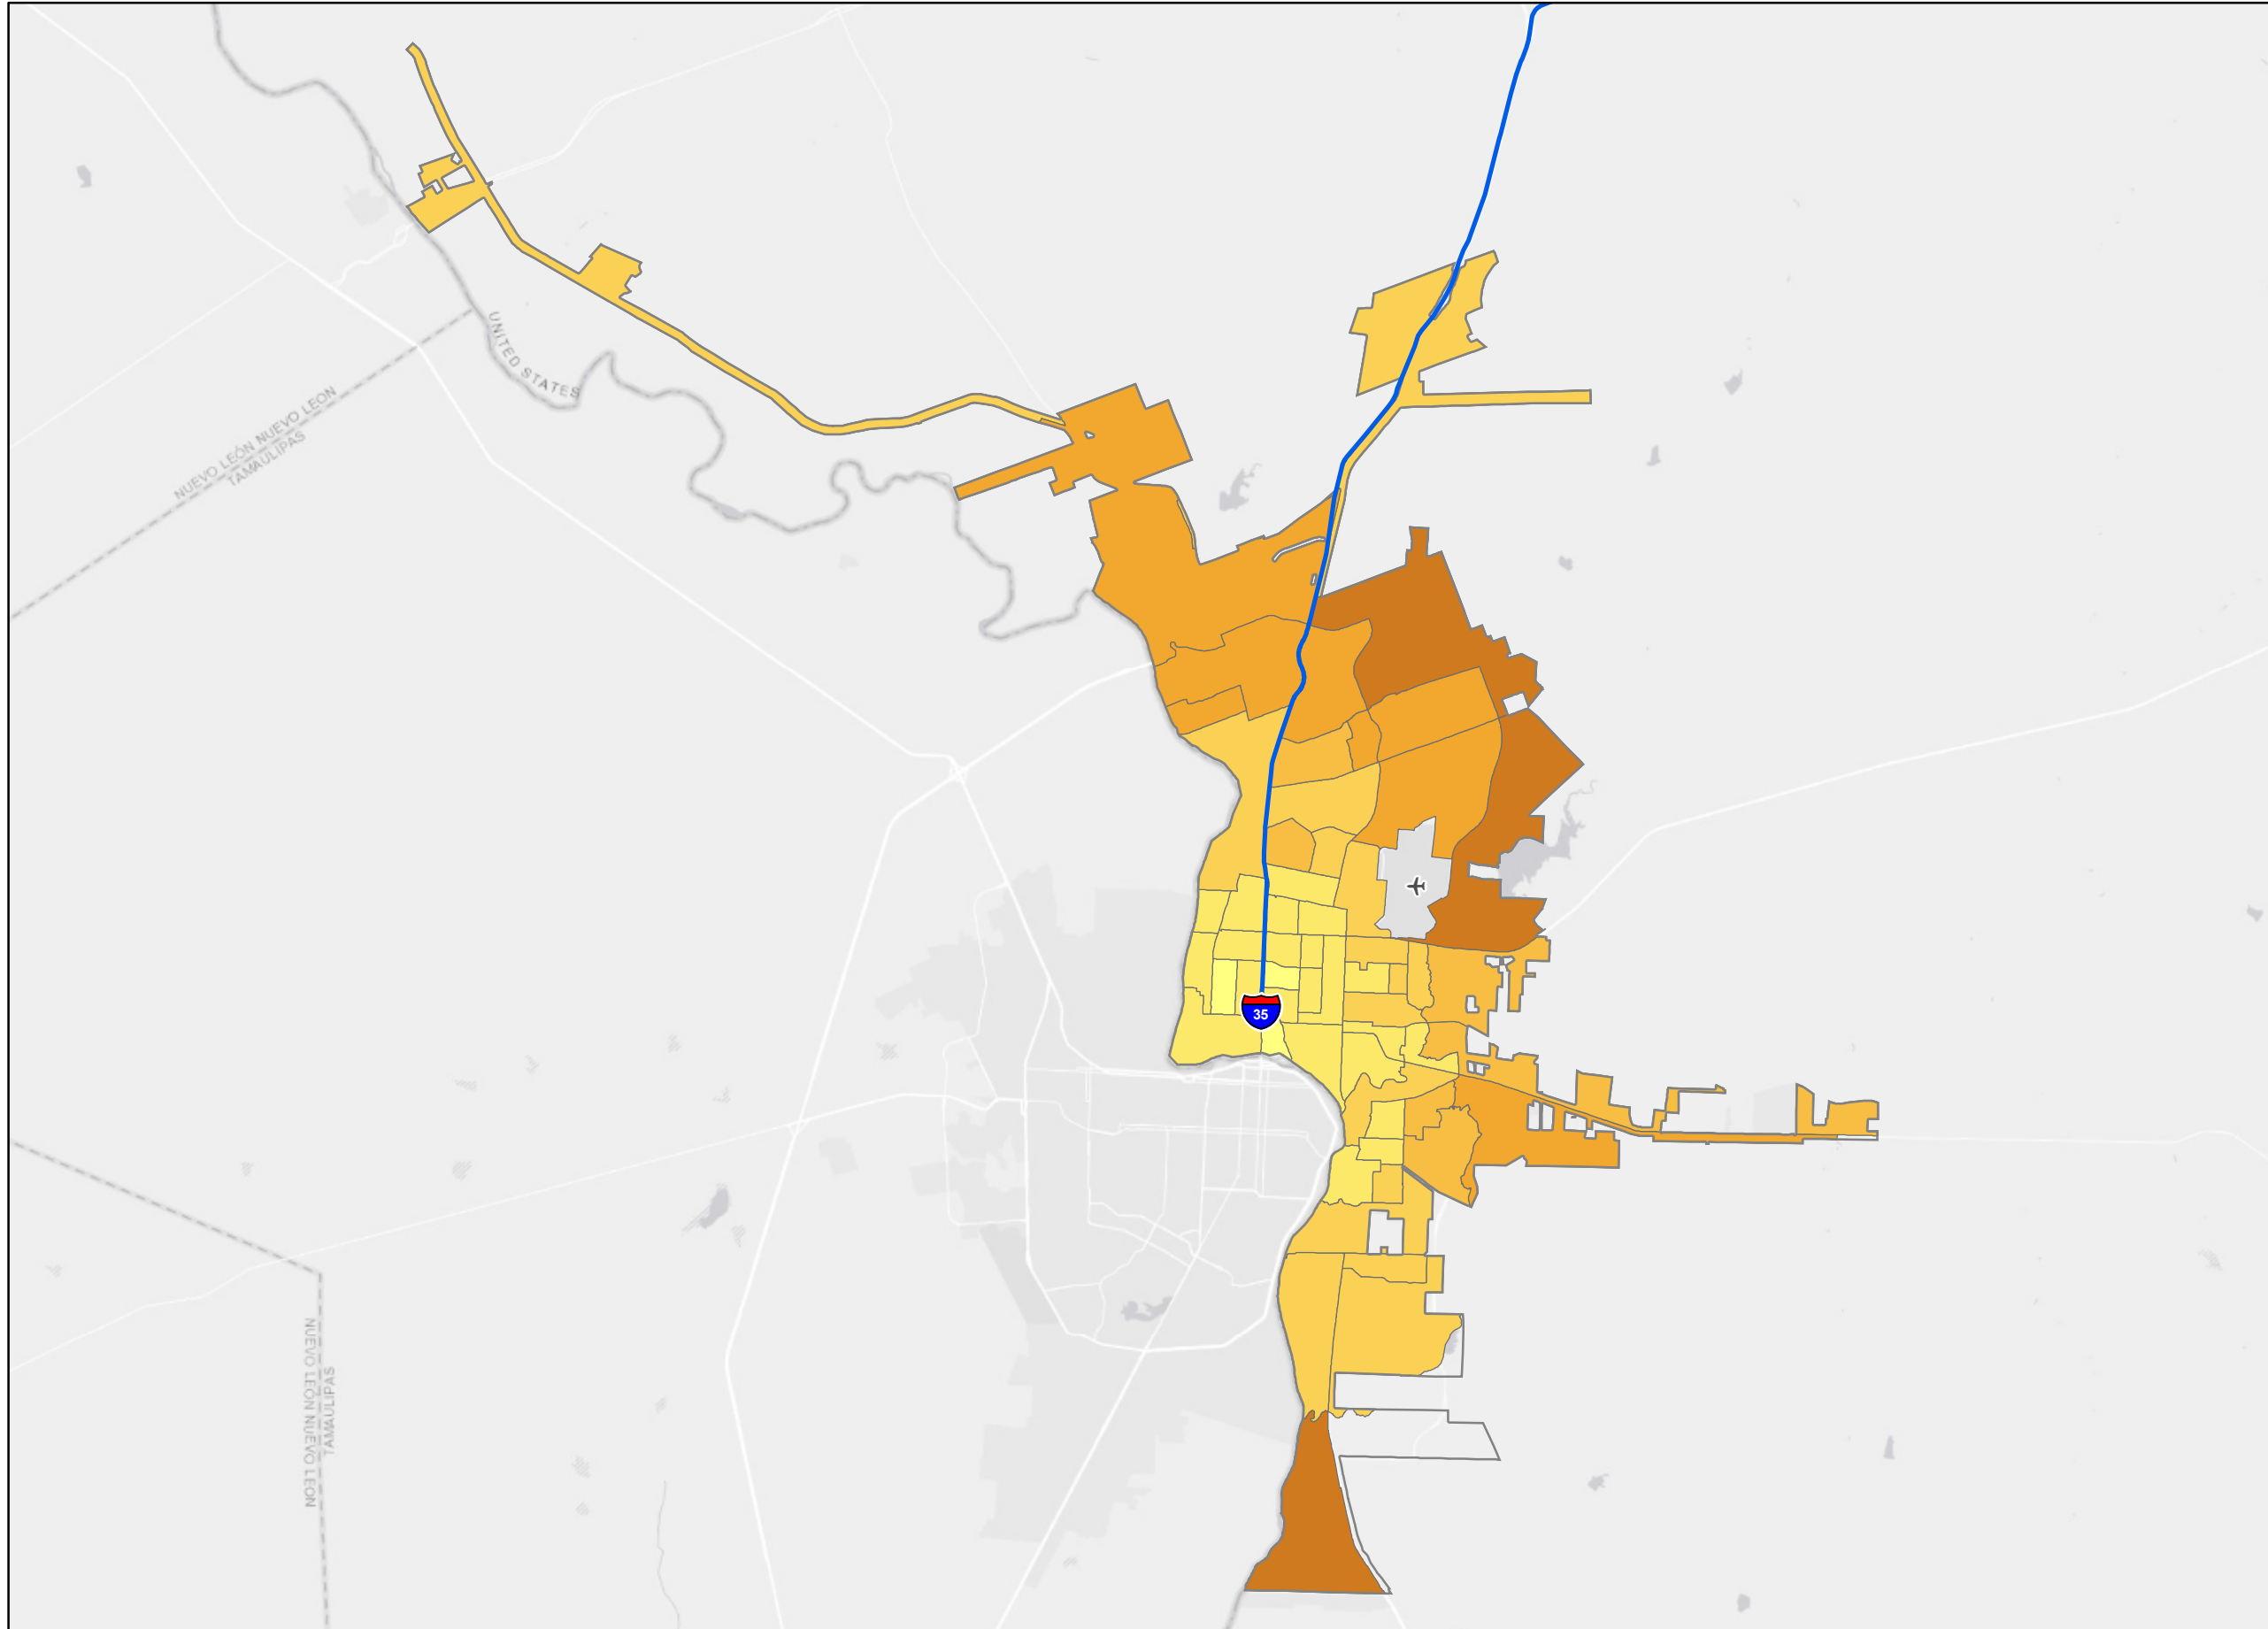 UNITED STATES
NUEVO LEÓN NUEVO LEON
TAMAULIPAS
35
NUEVO LEON NUEVO LEON
TAMAULIPAS